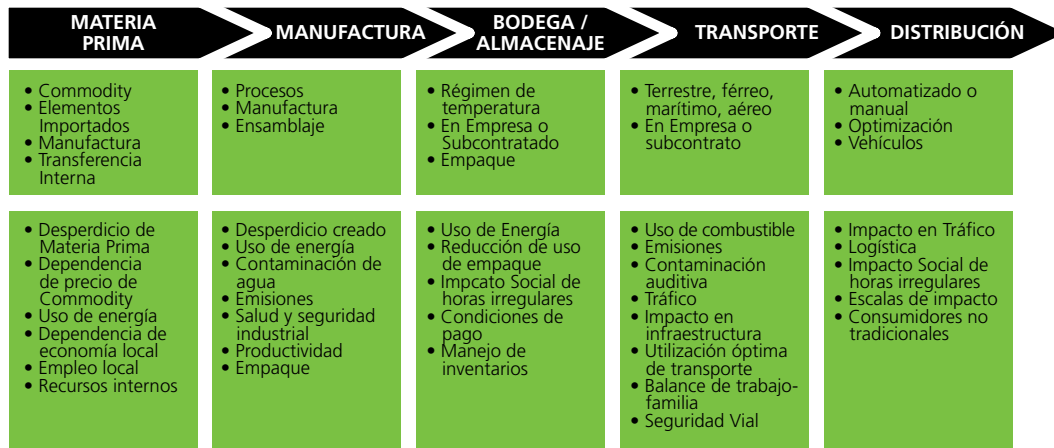 MATERIA
PRIMA
MANUFACTURA
BODEGA /
ALMACENAJE
TRANSPORTE
DISTRIBUCIÓN
• Commodity
• Elementos
Importados
• Manufactura
• Transferencia
Interna
• Procesos
• Manufactura
• Ensamblaje
• Régimen de
temperatura
• En Empresa o
Subcontratado
• Empaque
• Terrestre, férreo,
marítimo, aéreo
• En Empresa o
subcontrato
• Automatizado o
manual
• Optimización
• Vehículos
• Desperdicio de
Materia Prima
• Dependencia
de precio de
Commodity
• Uso de energía
• Dependencia de
economía local
• Empleo local
• Recursos internos
• Desperdicio creado
• Uso de energía
• Contaminación de
agua
• Emisiones
• Salud y seguridad
industrial
• Productividad
• Empaque
• Uso de Energía
• Reducción de uso
de empaque
• Impcato Social de
horas irregulares
• Condiciones de
pago
• Manejo de
inventarios
• Uso de combustible
• Emisiones
• Contaminación
auditiva
• Tráfico
• Impacto en
infraestructura
• Utilización óptima
de transporte
• Balance de trabajo-
familia
• Seguridad Vial
• Impacto en Tráfico
• Logística
• Impacto Social de
horas irregulares
• Escalas de impacto
• Consumidores no
tradicionales